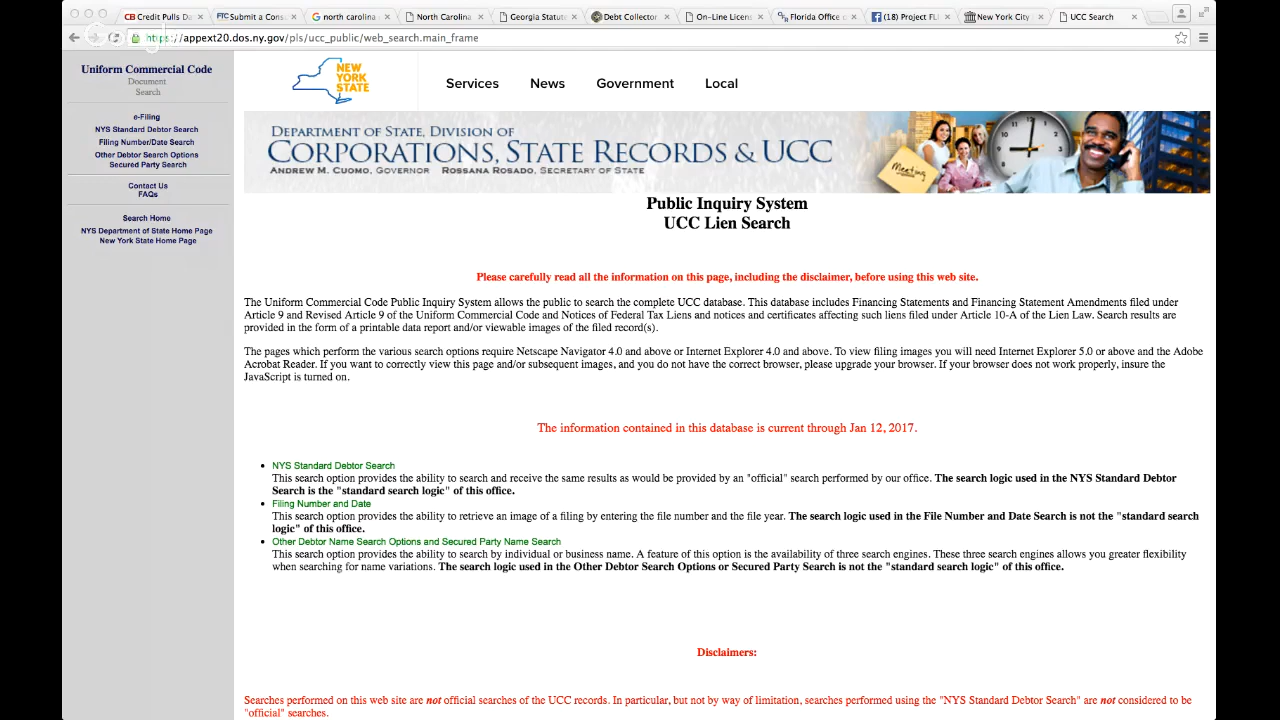 CB Credit Pulls Da
FTC Submit a Cons
G north carolina
North Carolina
Georgia Statute
Debt Collector
On-Line Licens
Florida Office o
(18) Project FL
New York City
UCC Search
https://appext20.dos.ny.gov/pls/ucc_public/web_search.main_frame
Uniform Commercial Code
Document
Search
e-Filing
NYS Standard Debtor Search
Filing Number/Date Search
Other Debtor Search Options
Secured Party Search
Contact Us
FAQs
Search Home
NYS Department of State Home Page
New York State Home Page
NEW
YORK
STATE
Services News Government Local
DEPARTMENT OF STATE, DIVISION OF
CORPORATIONS, STATE RECORDS & UCC
ANDREW M. CUOMO, GOVERNOR ROSSANA ROSADO, SECRETARY OF STATE
Meeting
Public Inquiry System
UCC Lien Search
Please carefully read all the information on this page, including the disclaimer, before using this web site.
The Uniform Commercial Code Public Inquiry System allows the public to search the complete UCC database. This database includes Financing Statements and Financing Statement Amendments filed under
Article 9 and Revised Article 9 of the Uniform Commercial Code and Notices of Federal Tax Liens and notices and certificates affecting such liens filed under Article 10-A of the Lien Law. Search results are
provided in the form of a printable data report and/or viewable images of the filed record(s).
The pages which perform the various search options require Netscape Navigator 4.0 and above or Internet Explorer 4.0 and above. To view filing images you will need Internet Explorer 5.0 or above and the Adobe
Acrobat Reader. If you want to correctly view this page and/or subsequent images, and you do not have the correct browser, please upgrade your browser. If your browser does not work properly, insure the
JavaScript is turned on.
The information contained in this database is current through Jan 12, 2017.
• NYS Standard Debtor Search
This search option provides the ability to search and receive the same results as would be provided by an "official" search performed by our office. The search logic used in the NYS Standard Debtor
Search is the "standard search logic" of this office.
• Filing Number and Date
This search option provides the ability to retrieve an image of a filing by entering the file number and the file year. The search logic used in the File Number and Date Search is not the "standard search
logic" of this office.
• Other Debtor Name Search Options and Secured Party Name Search
This search option provides the ability to search by individual or business name. A feature of this option is the availability of three search engines. These three search engines allows you greater flexibility
when searching for name variations. The search logic used in the Other Debtor Search Options or Secured Party Search is not the "standard search logic" of this office.
Disclaimers:
Searches performed on this web site are not official searches of the UCC records. In particular, but not by way of limitation, searches performed using the "NYS Standard Debtor Search" are not considered to be
"official" searches.